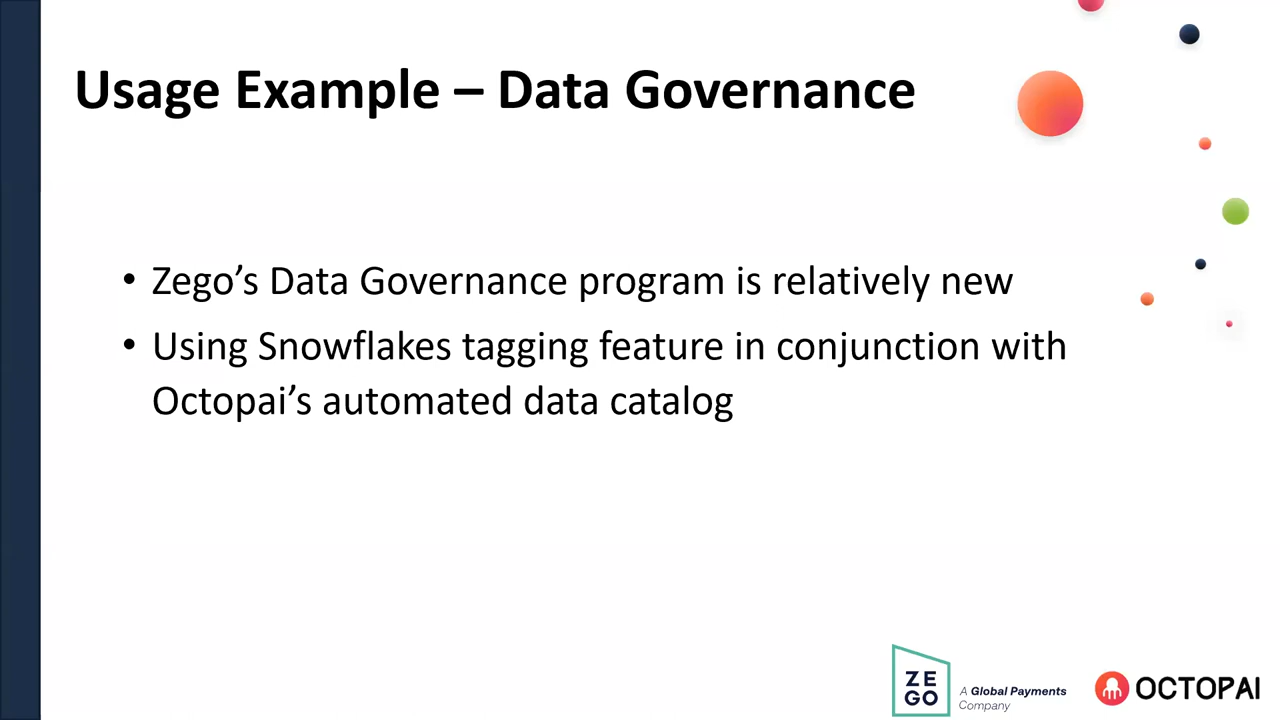 Usage Example – Data Governance
• Zego’s Data Governance program is relatively new
• Using Snowflakes tagging feature in conjunction with
Octopai’s automated data catalog
ZE
GO
A Global Payments
Company
OCTOPAI